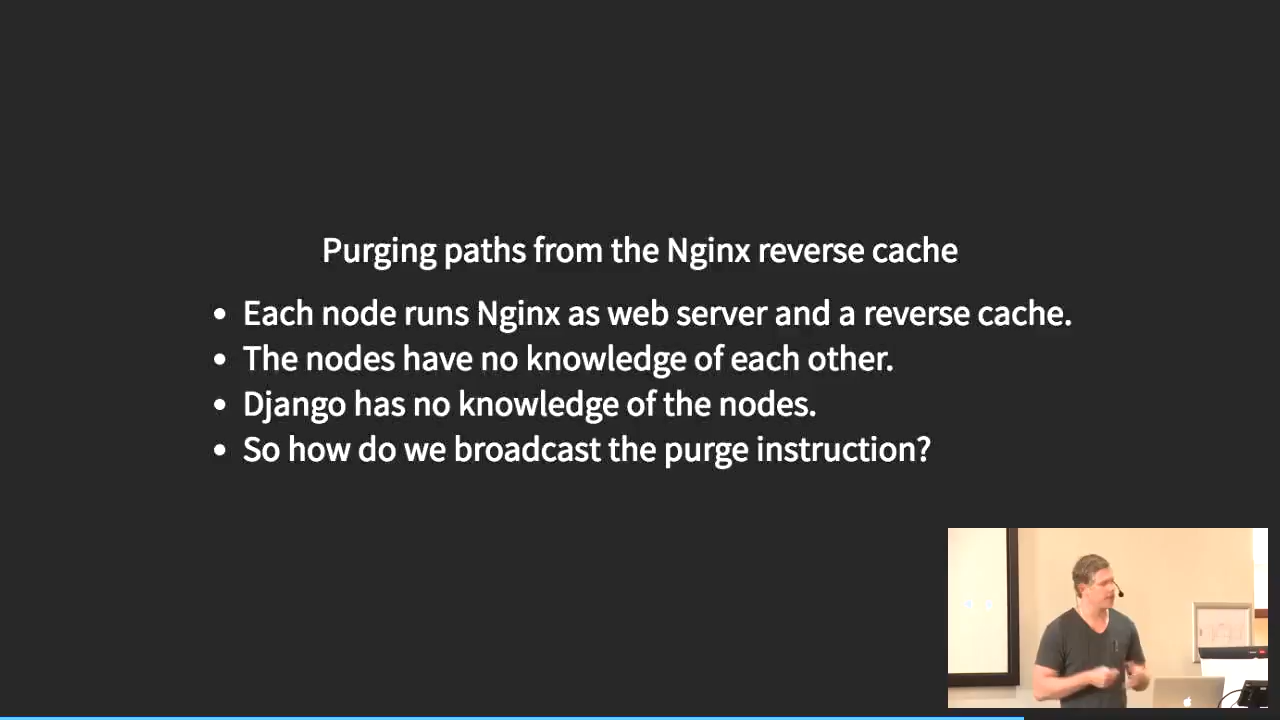 Purging paths from the Nginx reverse cache
• Each node runs Nginx as web server and a reverse cache.
• The nodes have no knowledge of each other.
• Django has no knowledge of the nodes.
• So how do we broadcast the purge instruction?